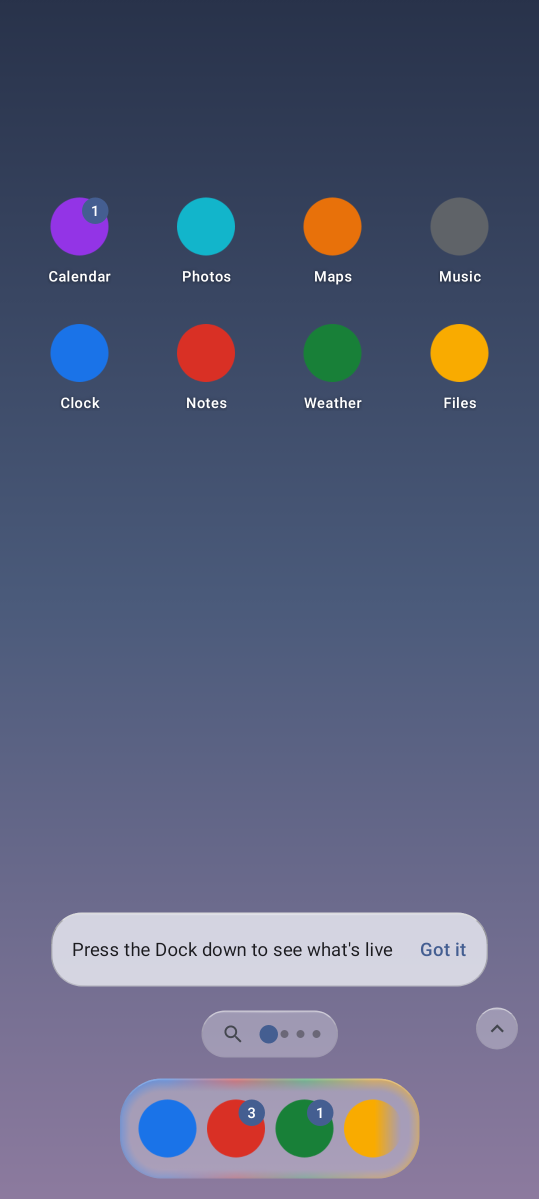 1
Calendar Photos Maps Music
Clock Notes Weather Files
Press the Dock down to see what's live Got it
3 1